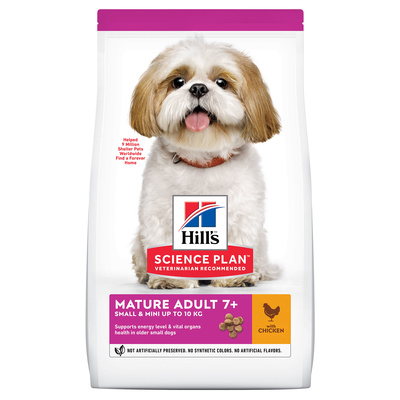 Helped
9 Million
Shelter Pets
Worldwide
Find a Forever
Home
Hill's
SCIENCE PLAN™
VETERINARIAN RECOMMENDED
MATURE ADULT 7+
SMALL & MINI UP TO 10 KG
Supports energy level & vital organs
health in older small dogs
with
CHICKEN
NOT ARTIFICIALLY PRESERVED. NO SYNTHETIC COLORS. NO ARTIFICIAL FLAVORS.